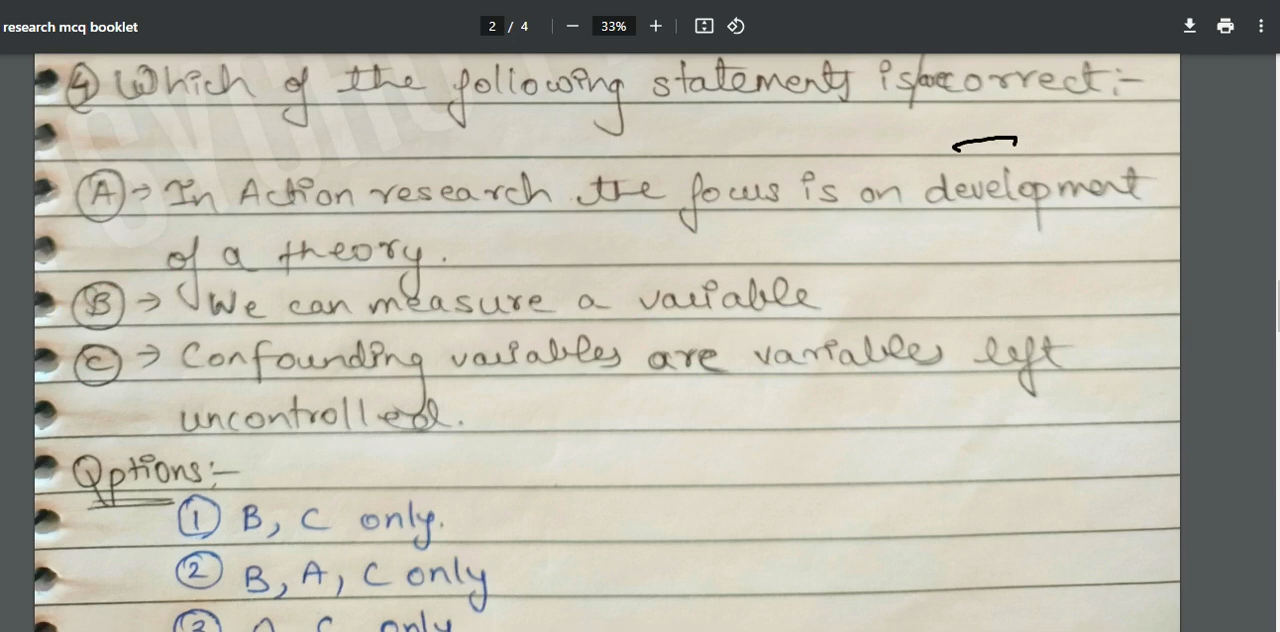 research mcq booklet 2 / 4 33%
④ Which of the following statements is/are correct:-
Ⓐ → In Action research the focus is on development
of a theory.
Ⓑ → We can measure a variable
Ⓒ → Confounding variables are variables left
uncontrolled.
Options:-
① B, C only.
② B, A, C only
③ A, C only